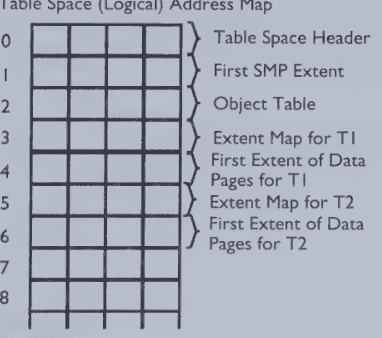 Table Space (Logical) Address Map
0 Table Space Header
1 First SMP Extent
2 Object Table
3 Extent Map for T1
4 First Extent of Data
Pages for T1
5 Extent Map for T2
6 First Extent of Data
Pages for T2
7
8